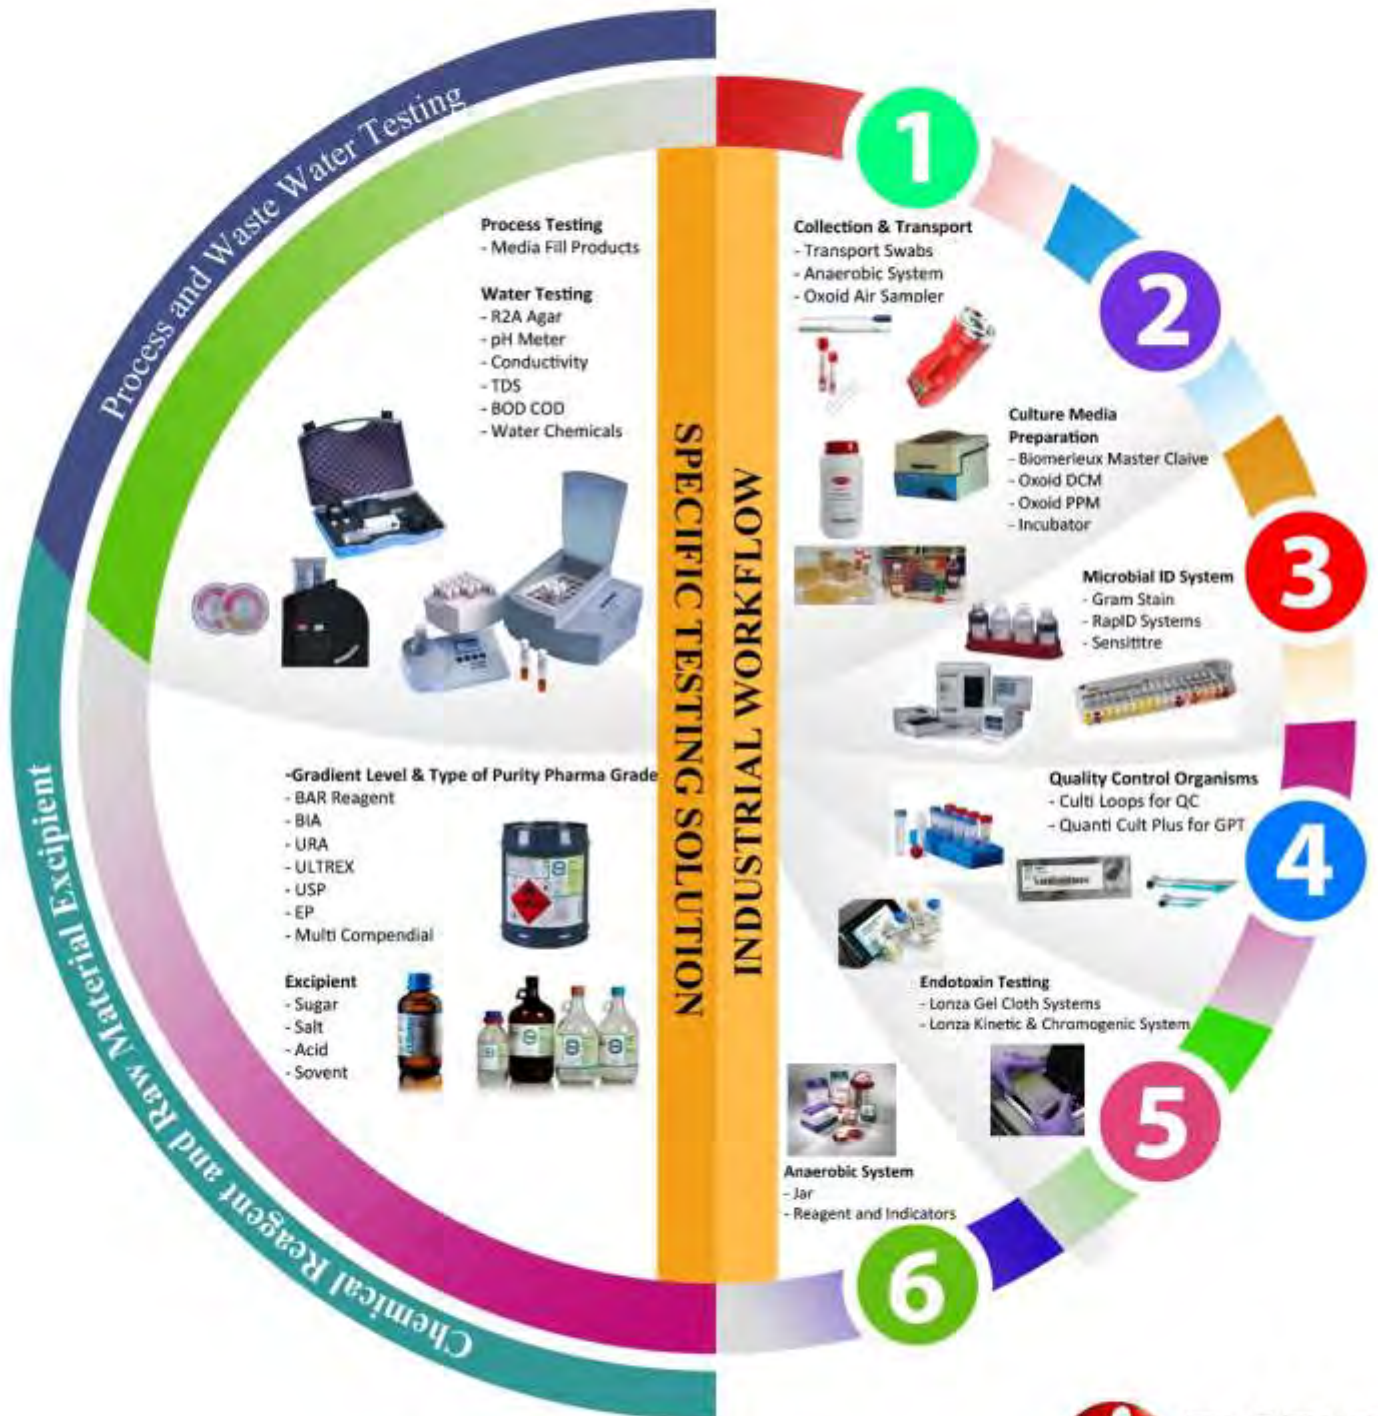 Process and Waste Water Testing
Process Testing
- Media Fill Products
Water Testing
- R2A Agar
- pH Meter
- Conductivity
- TDS
- BOD COD
- Water Chemicals
Chemical Reagent and Raw Material Excipient
-Gradient Level & Type of Purity Pharma Grade
- BAR Reagent
- BIA
- URA
- ULTREX
- USP
- EP
- Multi Compendial
Excipient
- Sugar
- Salt
- Acid
- Sovent
SPECIFIC TESTING SOLUTION
INDUSTRIAL WORKFLOW
1
Collection & Transport
- Transport Swabs
- Anaerobic System
- Oxoid Air Sampler
2
Culture Media
Preparation
- Biomerieux Master Claive
- Oxoid DCM
- Oxoid PPM
- Incubator
3
Microbial ID System
- Gram Stain
- RapID Systems
- Sensititre
4
Quality Control Organisms
- Culti Loops for QC
- Quanti Cult Plus for GPT
5
Endotoxin Testing
- Lonza Gel Cloth Systems
- Lonza Kinetic & Chromogenic System
6
Anaerobic System
- Jar
- Reagent and Indicators